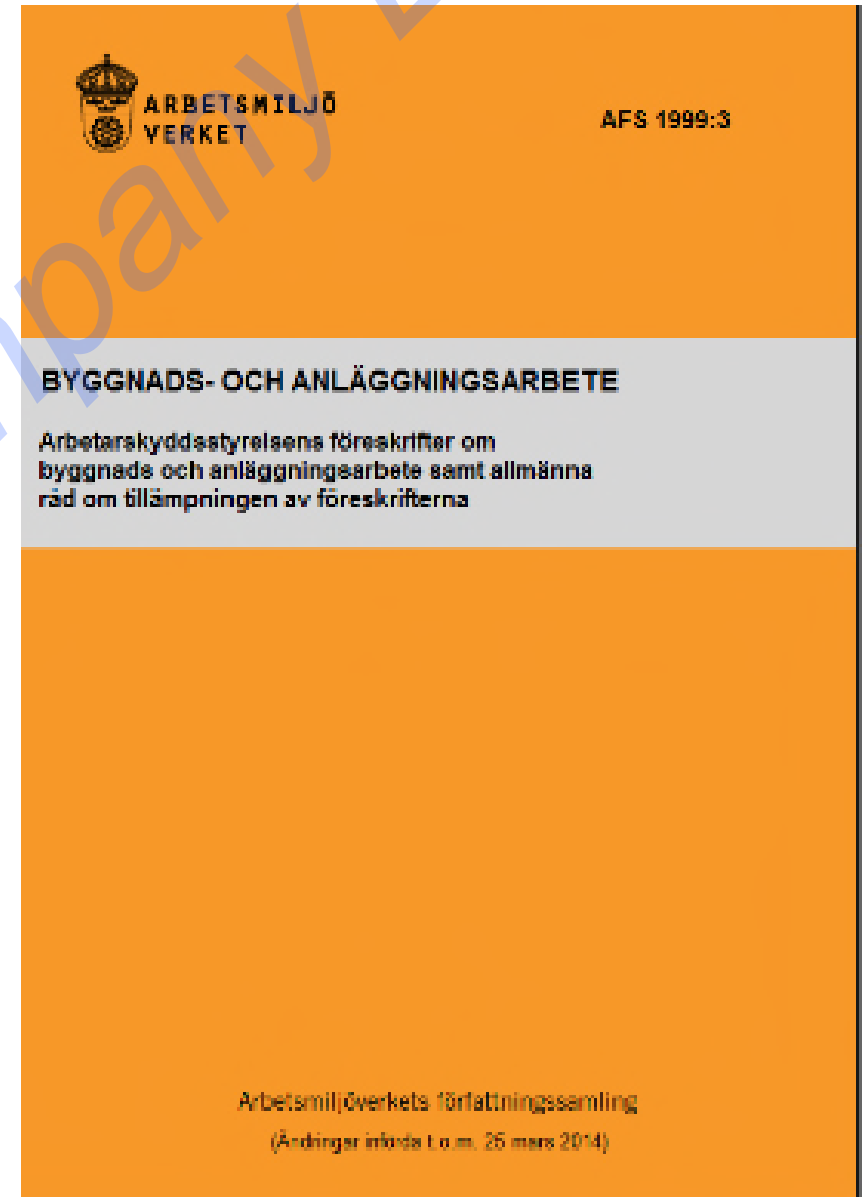 ARBETSMILJÖ
VERKET
AFS 1999:3
BYGGNADS- OCH ANLÄGGNINGSARBETE
Arbetarskyddsstyrelsens föreskrifter om
byggnads och anläggningsarbete samt allmänna
råd om tillämpningen av föreskrifterna
Arbetsmiljöverkets författningssamling
(Ändringar införda t.o.m. 25 mars 2014)